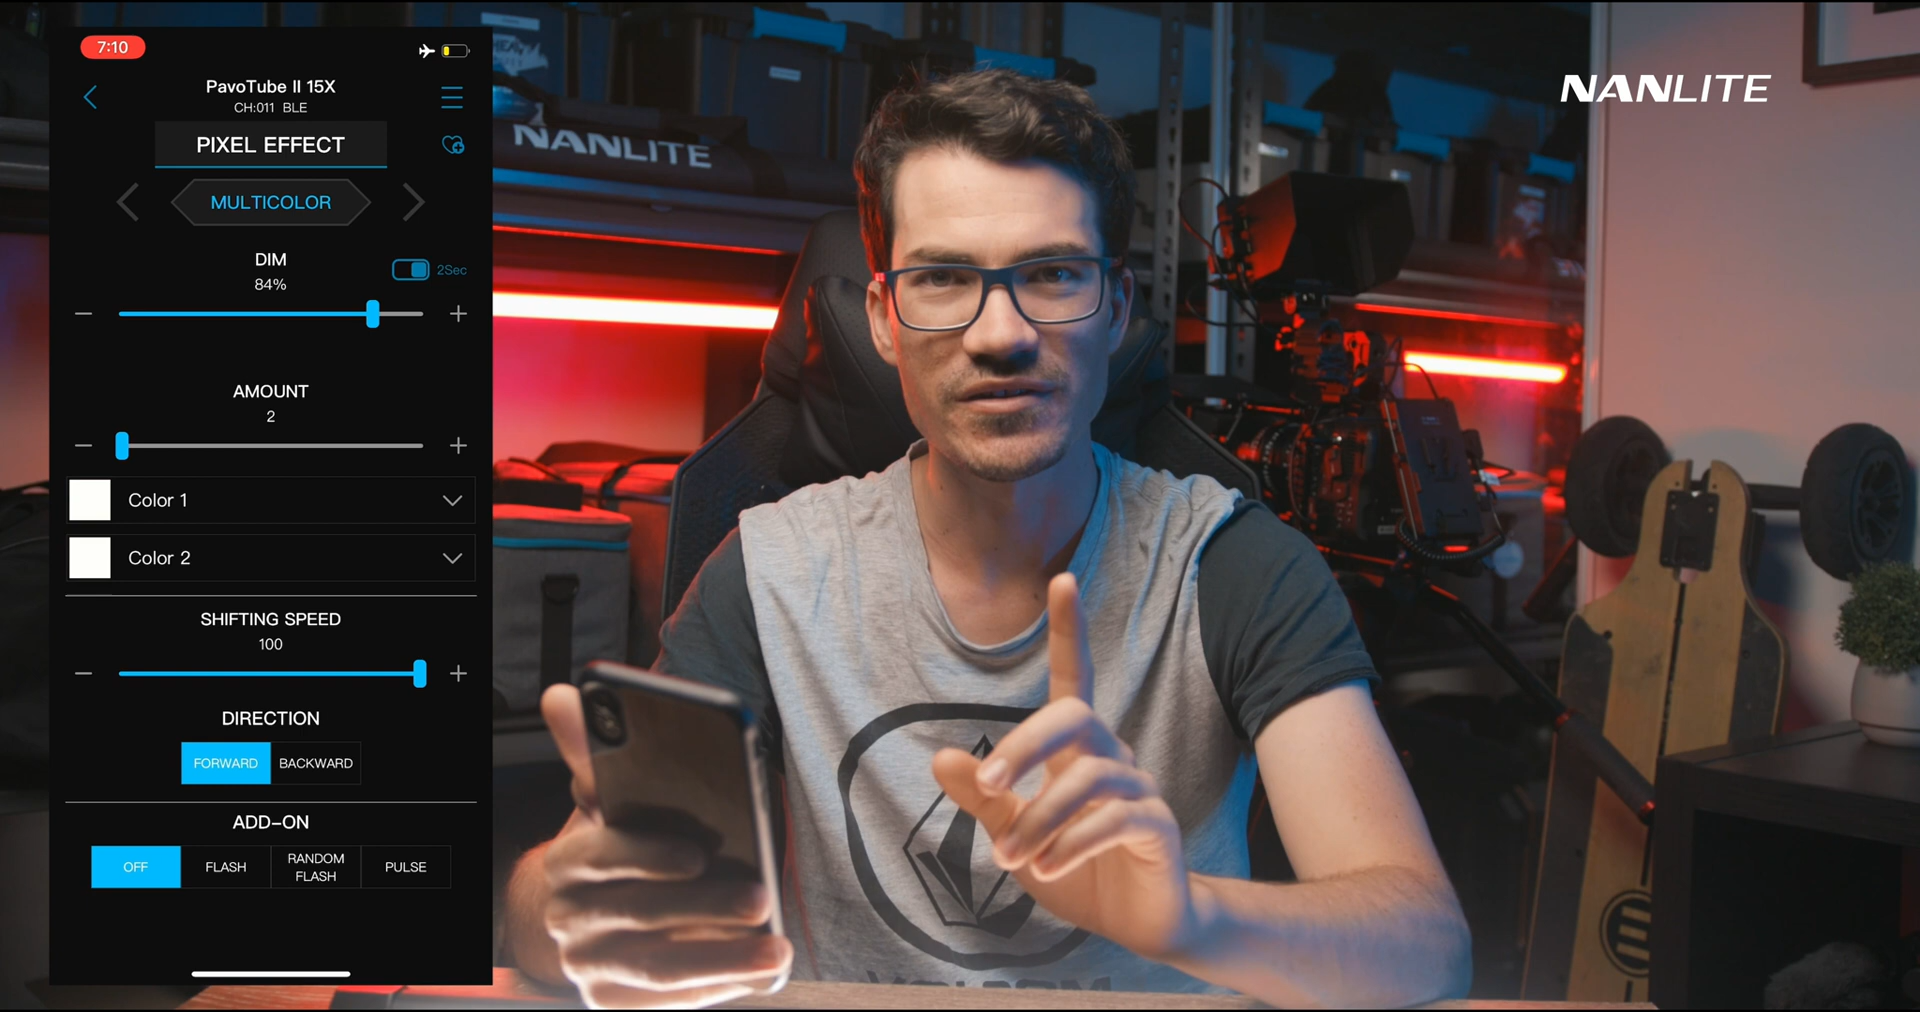 7:10
PavoTube II 15X
CH:011 BLE
PIXEL EFFECT
MULTICOLOR
DIM
2Sec
84%
AMOUNT
2
Color 1
Color 2
SHIFTING SPEED
100
DIRECTION
FORWARD BACKWARD
ADD-ON
OFF FLASH RANDOM FLASH PULSE
NANLITE
NANLITE